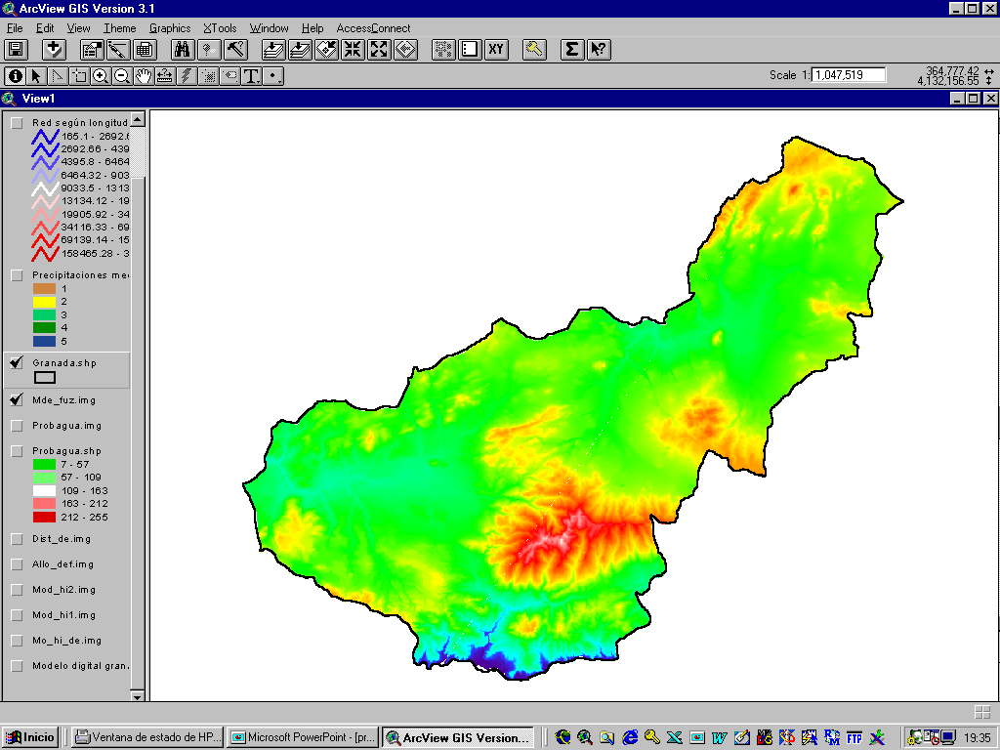 ArcView GIS Version 3.1
File Edit View Theme Graphics XTools Window Help AccessConnect
XY Σ ?
T
Scale 1: 1,047,519
364,777.42
4,132,156.55
View1
Red según longitud
165.1 - 2692.6
2692.66 - 439
4395.8 - 6464
6464.32 - 903
9033.5 - 1313
13134.12 - 19
19905.92 - 34
34116.33 - 69
69139.14 - 15
158465.28 - 3
Precipitaciones me
1
2
3
4
5
Granada.shp
Mde_fuz.img
Probagua.img
Probagua.shp
7 - 57
57 - 109
109 - 163
163 - 212
212 - 255
Dist_de.img
Allo_def.img
Mod_hi2.img
Mod_hi1.img
Mo_hi_de.img
Modelo digital gran.
Inicio Ventana de estado de HP... Microsoft PowerPoint - [pr... ArcView GIS Version... FTP 19:35